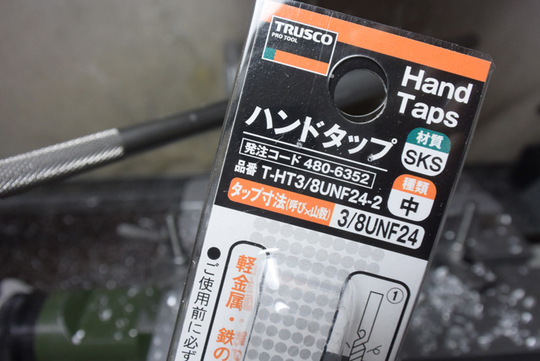 TRUSCO
PRO TOOL
Hand
Taps
ハンドタップ
材質
SKS
発注コード 480-6352
品番 T-HT3/8UNF24-2
種類
中
タップ寸法(呼び×山数)
3/8UNF24
軽金属・鉄の
●ご使用前に必ず
1